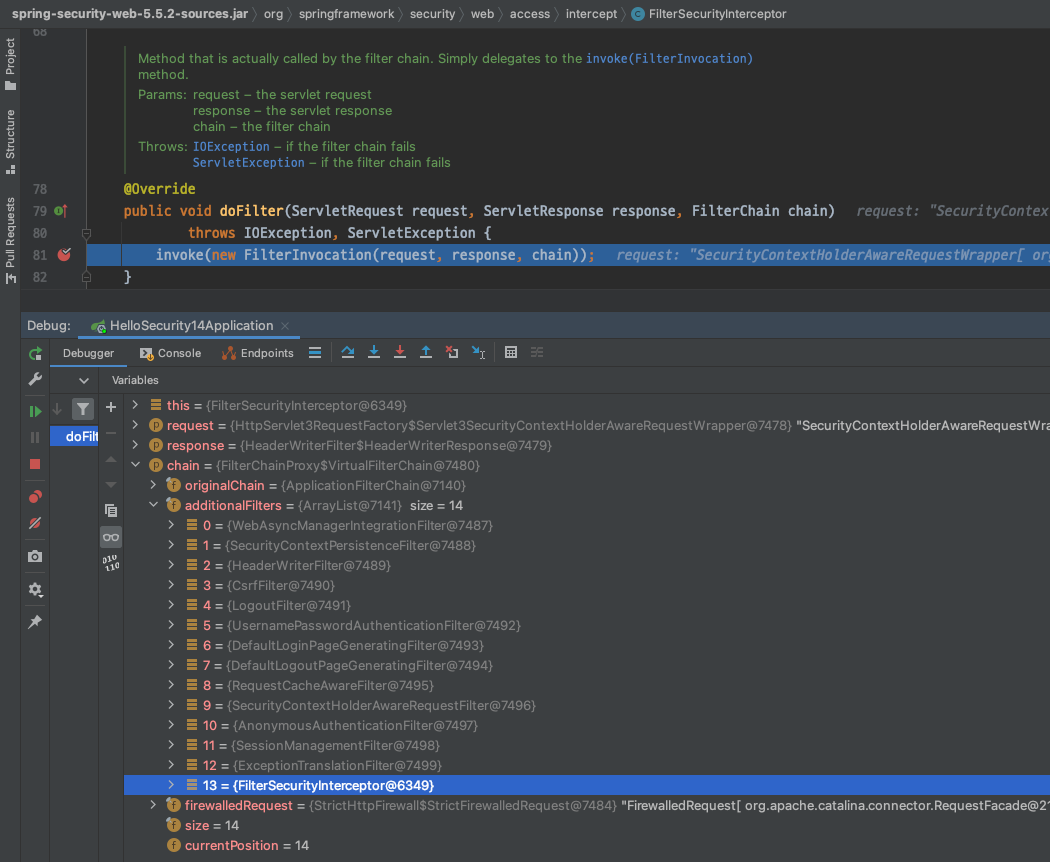 spring-security-web-5.5.2-sources.jar org springframework security web access intercept FilterSecurityInterceptor
68
Method that is actually called by the filter chain. Simply delegates to the invoke(FilterInvocation)
method.
Params: request – the servlet request
response – the servlet response
chain – the filter chain
Throws: IOException – if the filter chain fails
ServletException – if the filter chain fails
78 @Override
79 public void doFilter(ServletRequest request, ServletResponse response, FilterChain chain) request: "SecurityContex
80 throws IOException, ServletException {
81 invoke(new FilterInvocation(request, response, chain)); request: "SecurityContextHolderAwareRequestWrapper[ org
82 }
Project
Structure
Pull Requests
Debug: HelloSecurity14Application
Debugger Console Endpoints
Variables
doFilt
this = {FilterSecurityInterceptor@6349}
request = {HttpServlet3RequestFactory$Servlet3SecurityContextHolderAwareRequestWrapper@7478} "SecurityContextHolderAwareRequestWra
response = {HeaderWriterFilter$HeaderWriterResponse@7479}
chain = {FilterChainProxy$VirtualFilterChain@7480}
originalChain = {ApplicationFilterChain@7140}
additionalFilters = {ArrayList@7141} size = 14
0 = {WebAsyncManagerIntegrationFilter@7487}
1 = {SecurityContextPersistenceFilter@7488}
2 = {HeaderWriterFilter@7489}
3 = {CsrfFilter@7490}
4 = {LogoutFilter@7491}
5 = {UsernamePasswordAuthenticationFilter@7492}
6 = {DefaultLoginPageGeneratingFilter@7493}
7 = {DefaultLogoutPageGeneratingFilter@7494}
8 = {RequestCacheAwareFilter@7495}
9 = {SecurityContextHolderAwareRequestFilter@7496}
10 = {AnonymousAuthenticationFilter@7497}
11 = {SessionManagementFilter@7498}
12 = {ExceptionTranslationFilter@7499}
13 = {FilterSecurityInterceptor@6349}
firewalledRequest = {StrictHttpFirewall$StrictFirewalledRequest@7484} "FirewalledRequest[ org.apache.catalina.connector.RequestFacade@21
size = 14
currentPosition = 14